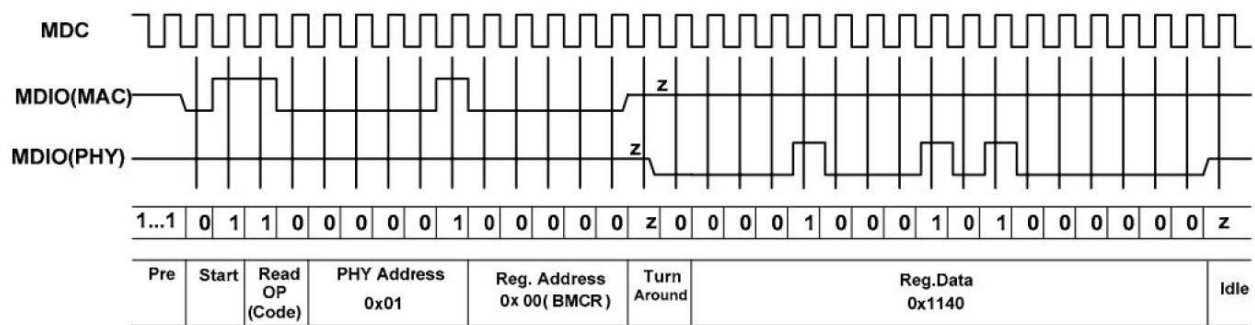 MDC
MDIO(MAC)
z
MDIO(PHY)
z
1...1 0 1 1 0 0 0 0 0 1 0 0 0 0 0 z 0 0 0 0 1 0 0 0 1 0 1 0 0 0 0 0 0 z
Pre Start Read OP (Code) PHY Address 0x01 Reg. Address 0x 00( BMCR ) Turn Around Reg.Data 0x1140 Idle